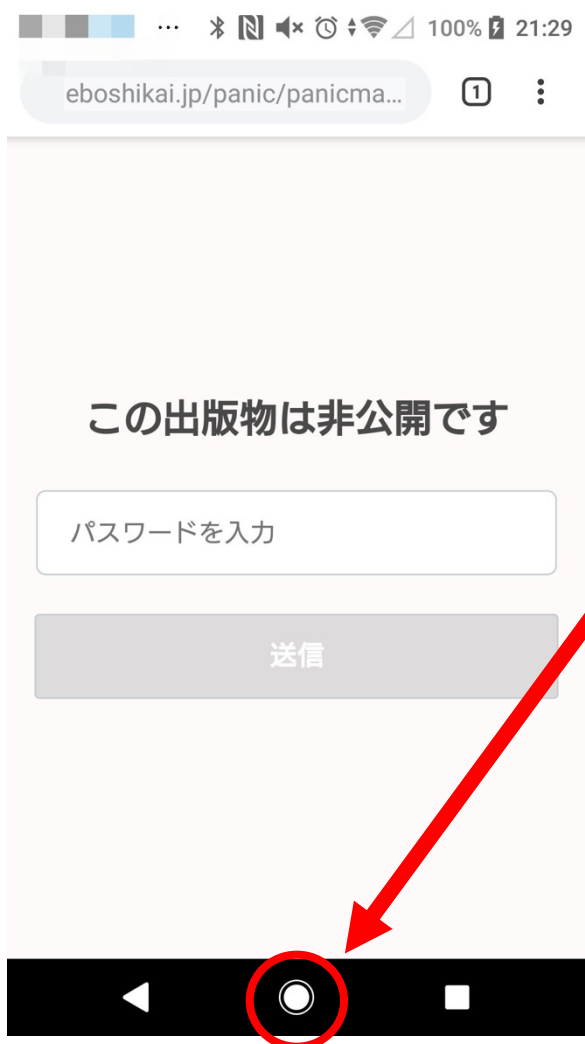 … 100% 21:29
eboshikai.jp/panic/panicma… 1
この出版物は非公開です
パスワードを入力
送信